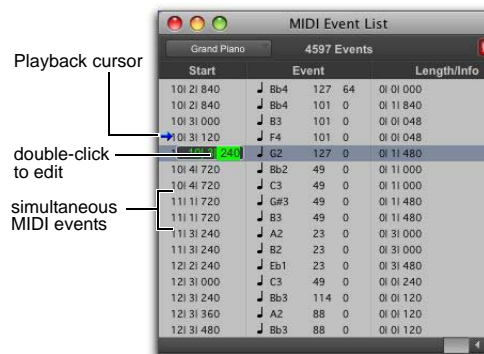 MIDI Event List
Grand Piano 4597 Events
Start Event Length/Info
10| 2| 840 Bb4 127 64 0| 0| 000
10| 2| 840 Bb4 101 0 0| 1| 840
10| 3| 000 B3 101 0 0| 0| 048
Playback cursor
10| 3| 120 F4 101 0 0| 0| 048
double-click
to edit
240 G2 127 0 0| 1| 480
10| 4| 720 Bb2 49 0 0| 1| 000
10| 4| 720 C3 49 0 0| 1| 000
simultaneous
MIDI events
11| 1| 720 G#3 49 0 0| 1| 480
11| 1| 720 B3 49 0 0| 1| 480
11| 3| 240 A2 23 0 0| 3| 000
11| 3| 240 B2 23 0 0| 3| 000
12| 2| 240 Eb1 23 0 0| 3| 480
12| 3| 000 C3 49 0 0| 0| 240
12| 3| 240 Bb3 114 0 0| 0| 120
12| 3| 360 A2 88 0 0| 0| 120
12| 3| 480 Bb3 88 0 0| 0| 120